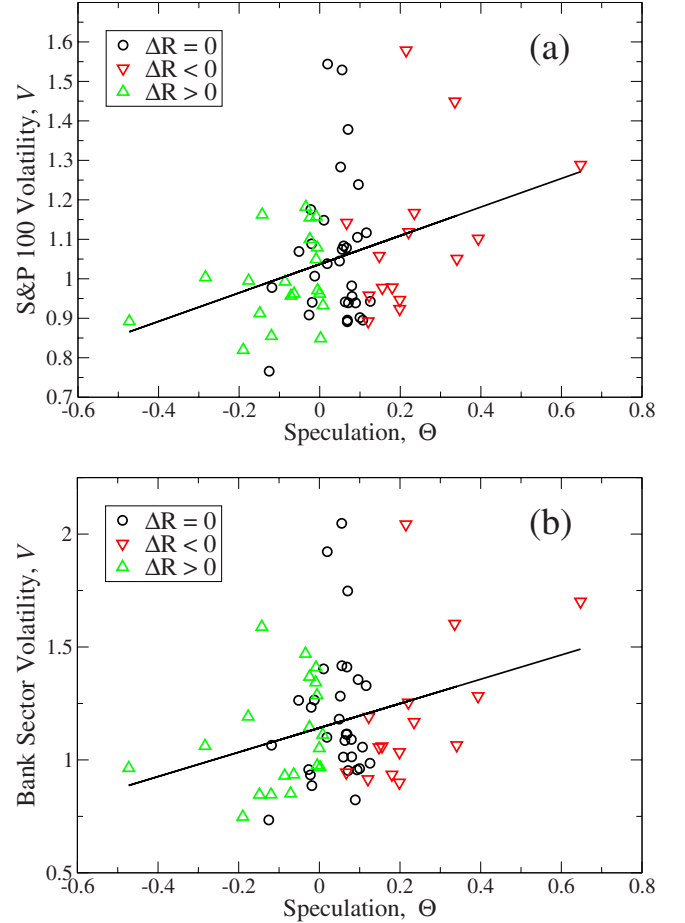 (a)
ΔR = 0
ΔR < 0
ΔR > 0
1.6
1.5
1.4
1.3
1.2
1.1
1
0.9
0.8
0.7
S&P 100 Volatility, V
-0.6 -0.4 -0.2 0 0.2 0.4 0.6 0.8
Speculation, Θ
(b)
ΔR = 0
ΔR < 0
ΔR > 0
2
1.5
1
0.5
Bank Sector Volatility, V
-0.6 -0.4 -0.2 0 0.2 0.4 0.6 0.8
Speculation, Θ